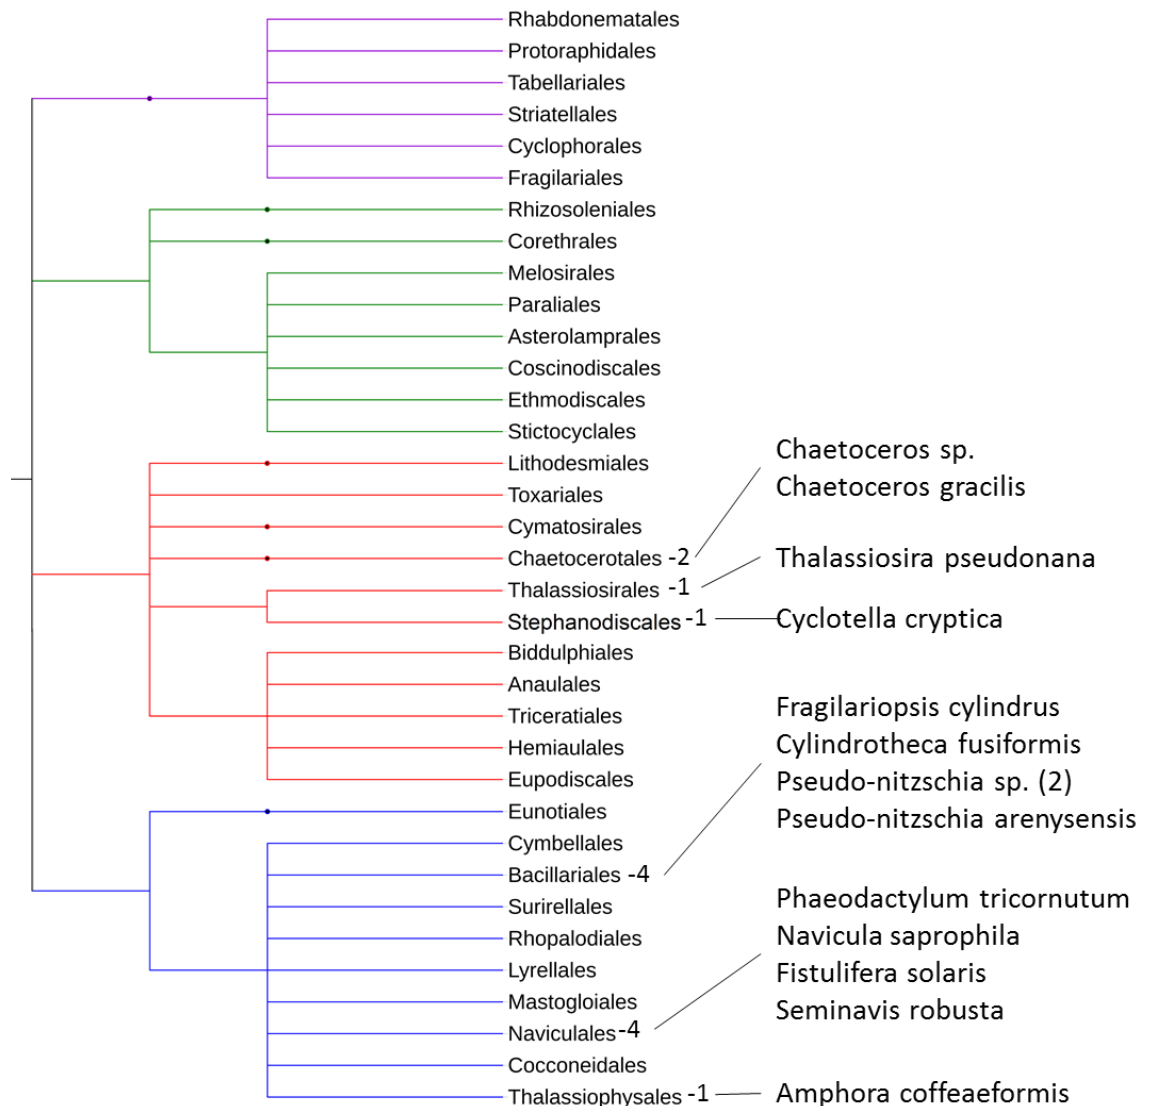 Rhabdonematales
Protoraphidales
Tabellariales
Striatellales
Cyclophorales
Fragilariales
Rhizosoleniales
Corethrales
Melosirales
Paraliales
Asterolamprales
Coscinodiscales
Ethmodiscales
Stictocyclales
Lithodesmiales
Toxariales
Cymatosirales
Chaetocerotales -2
Thalassiosirales -1
Stephanodiscales -1
Biddulphiales
Anaulales
Triceratiales
Hemiaulales
Eupodiscales
Eunotiales
Cymbellales
Bacillariales -4
Surirellales
Rhopalodiales
Lyrellales
Mastogloiales
Naviculales -4
Cocconeidales
Thalassiophysales -1
Chaetoceros sp.
Chaetoceros gracilis
Thalassiosira pseudonana
Cyclotella cryptica
Fragilariopsis cylindrus
Cylindrotheca fusiformis
Pseudo-nitzschia sp. (2)
Pseudo-nitzschia arenysensis
Phaeodactylum tricornutum
Navicula saprophila
Fistulifera solaris
Seminavis robusta
Amphora coffeaeformis